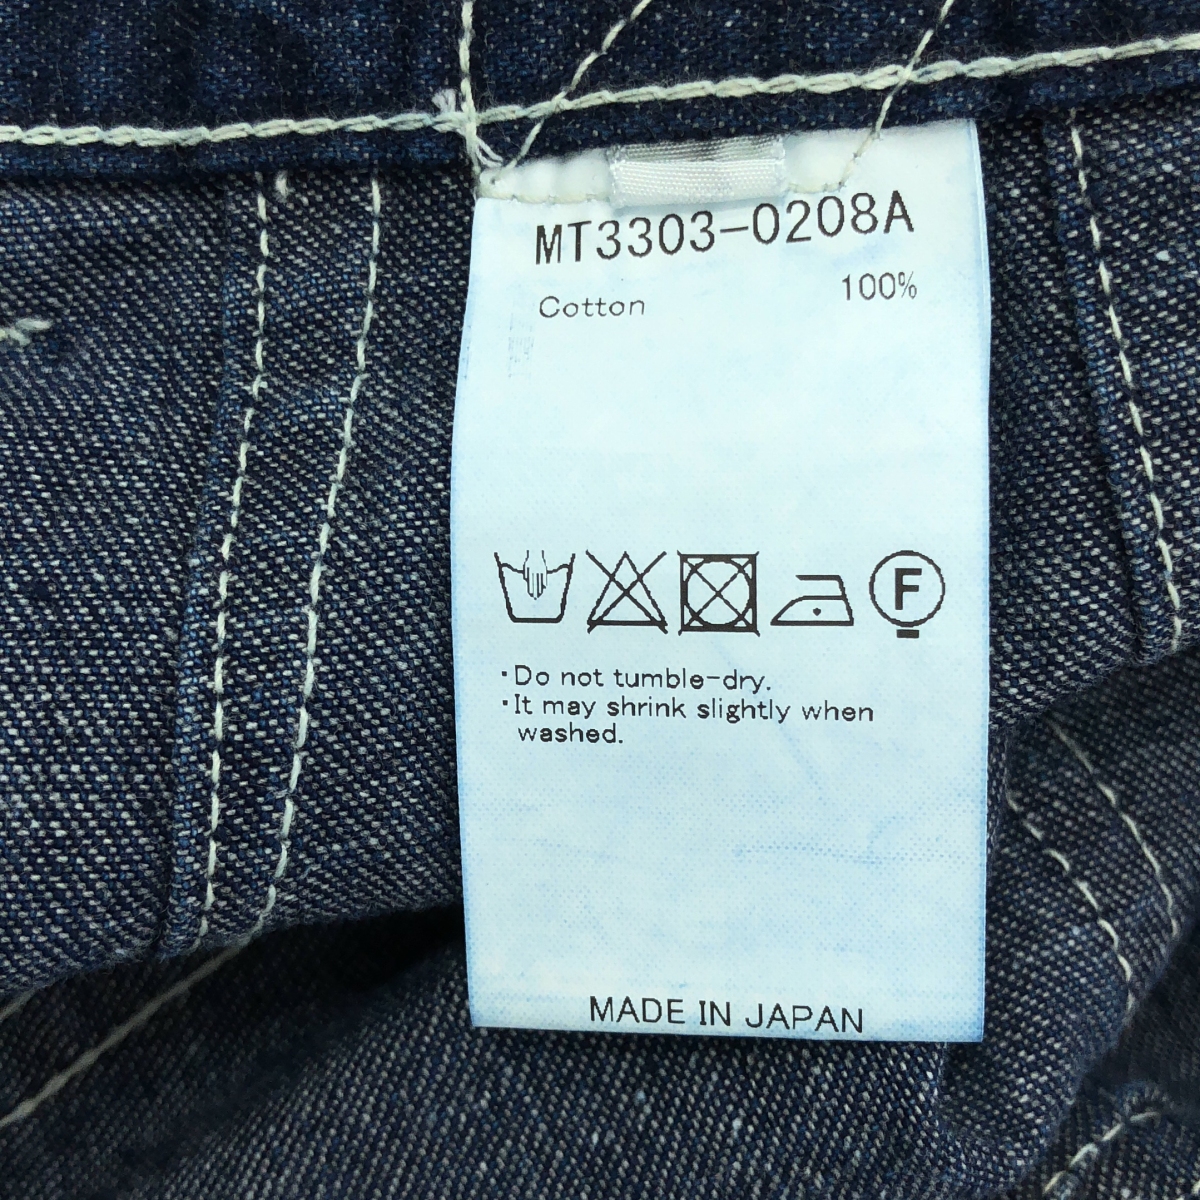 MT3303-0208A
Cotton 100%
F
・Do not tumble-dry.
・It may shrink slightly when
washed.
MADE IN JAPAN